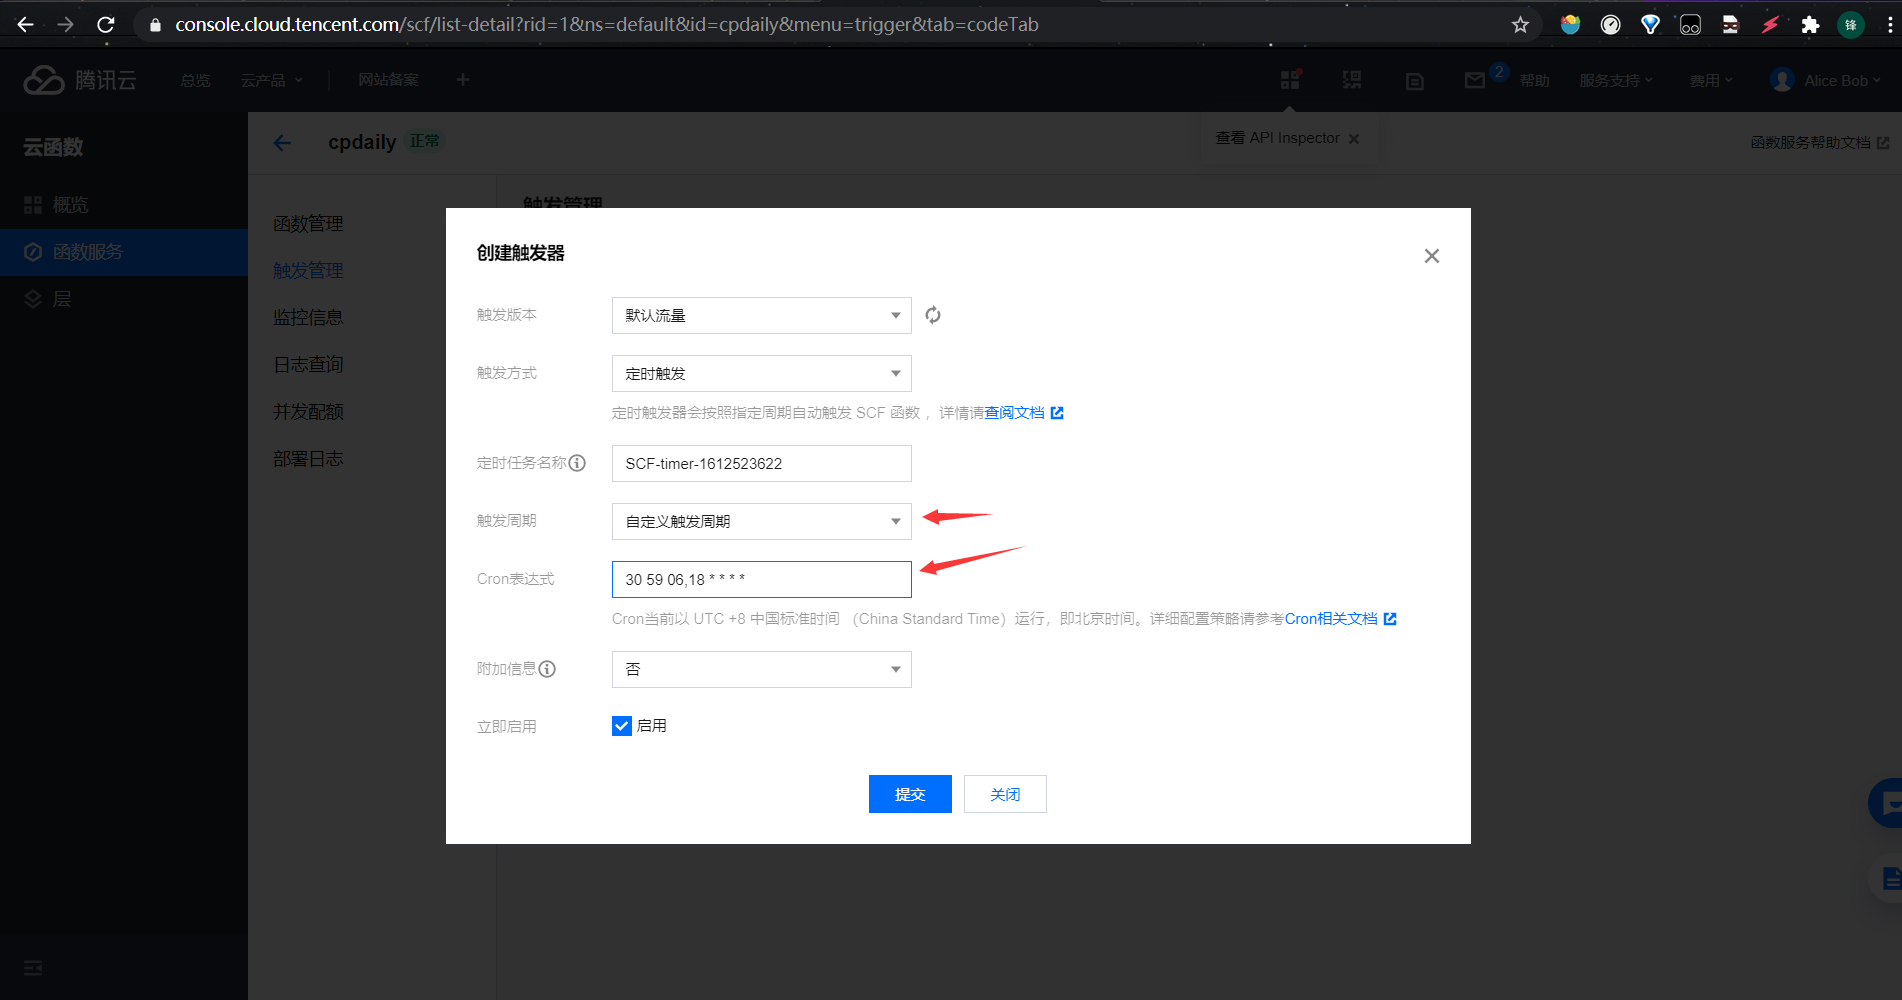 console.cloud.tencent.com/scf/list-detail?rid=1&ns=default&id=cpdaily&menu=trigger&tab=codeTab
锋
腾讯云
总览
云产品
网站备案
2
帮助
服务支持
费用
Alice Bob
云函数
cpdaily
正常
查看 API Inspector
函数服务帮助文档
概览
函数服务
层
函数管理
触发管理
监控信息
日志查询
并发配额
部署日志
触发管理
创建触发器
触发版本
默认流量
触发方式
定时触发
定时触发器会按照指定周期自动触发 SCF 函数 ，详情请查阅文档
定时任务名称
SCF-timer-1612523622
触发周期
自定义触发周期
Cron表达式
30 59 06,18 * * * *
Cron当前以 UTC +8 中国标准时间 （China Standard Time）运行，即北京时间。详细配置策略请参考Cron相关文档
附加信息
否
立即启用
启用
提交
关闭